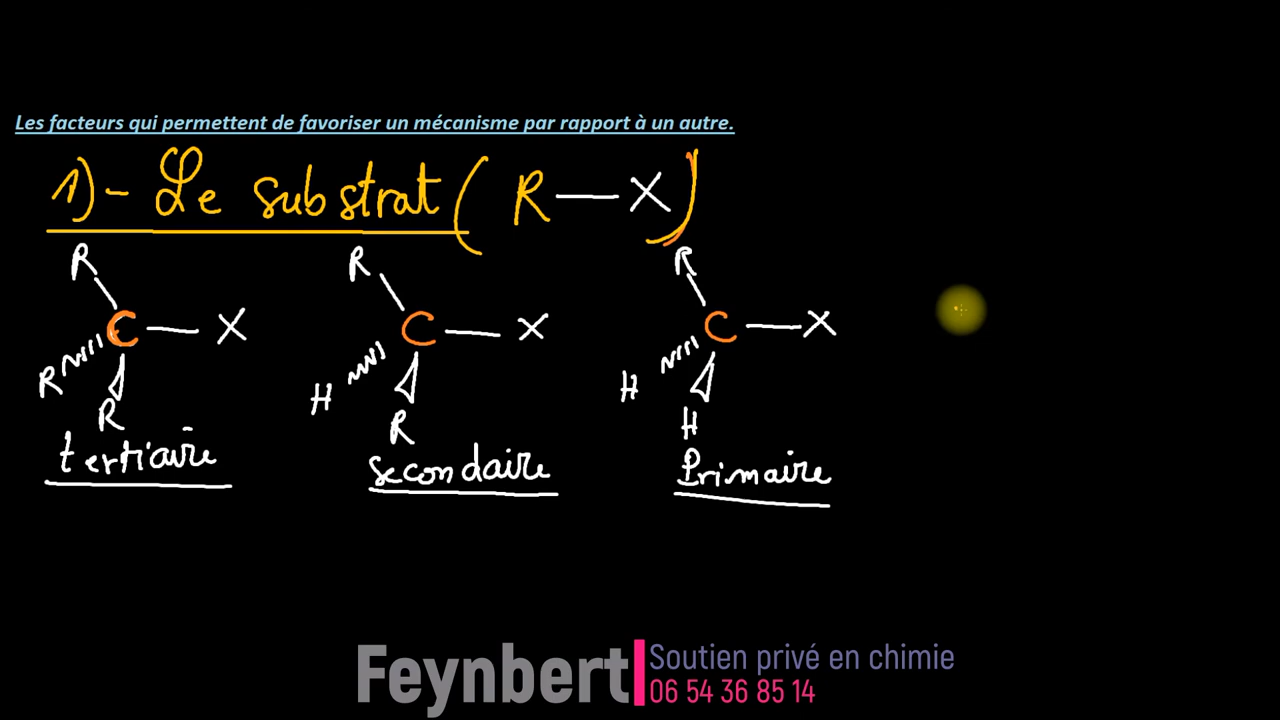 Les facteurs qui permettent de favoriser un mécanisme par rapport à un autre.
1)- Le substrat ( R — X )
R R R
C — X C — X C — X
R H H
R R H
tertiaire secondaire Primaire
Feynbert Soutien privé en chimie
06 54 36 85 14